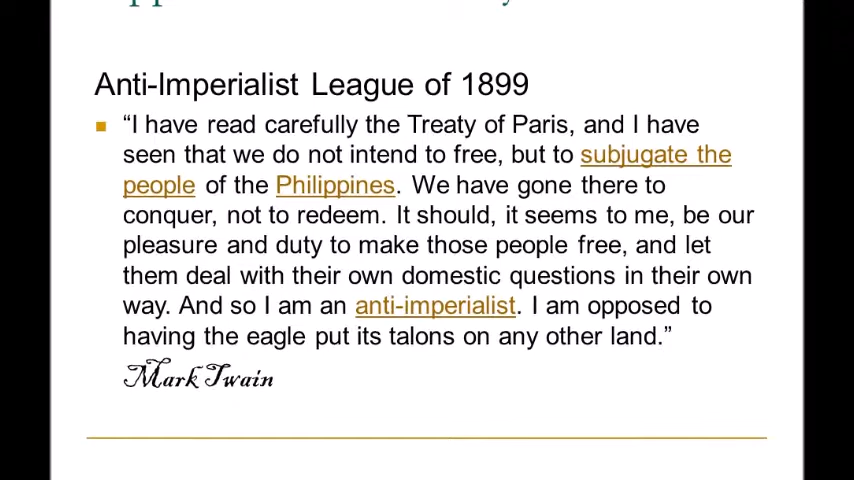 Anti-Imperialist League of 1899
“I have read carefully the Treaty of Paris, and I have
seen that we do not intend to free, but to subjugate the
people of the Philippines. We have gone there to
conquer, not to redeem. It should, it seems to me, be our
pleasure and duty to make those people free, and let
them deal with their own domestic questions in their own
way. And so I am an anti-imperialist. I am opposed to
having the eagle put its talons on any other land.”
Mark Twain